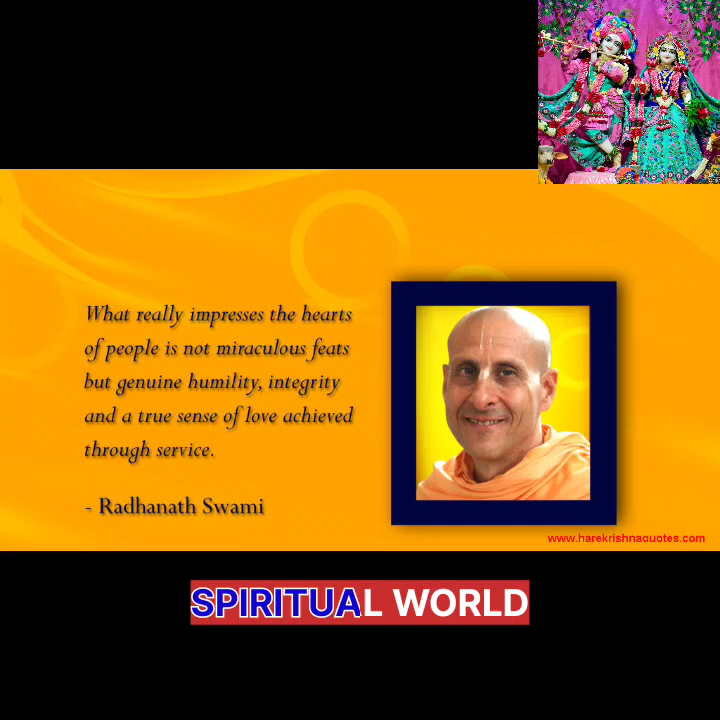 What really impresses the hearts
of people is not miraculous feats
but genuine humility, integrity
and a true sense of love achieved
through service.
- Radhanath Swami
www.harekrishnaquotes.com
SPIRITUAL WORLD